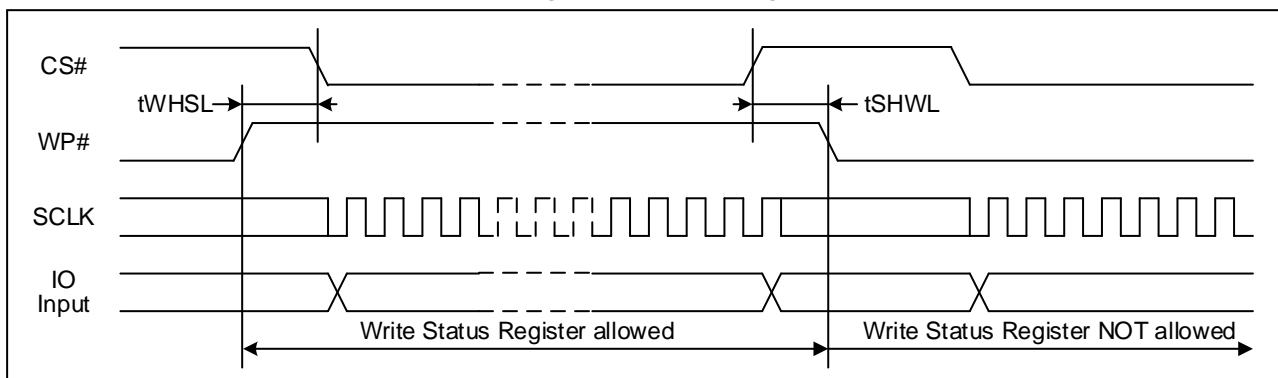 CS#
tWHSL
tSHWL
WP#
SCLK
IO
Input
Write Status Register allowed
Write Status Register NOT allowed